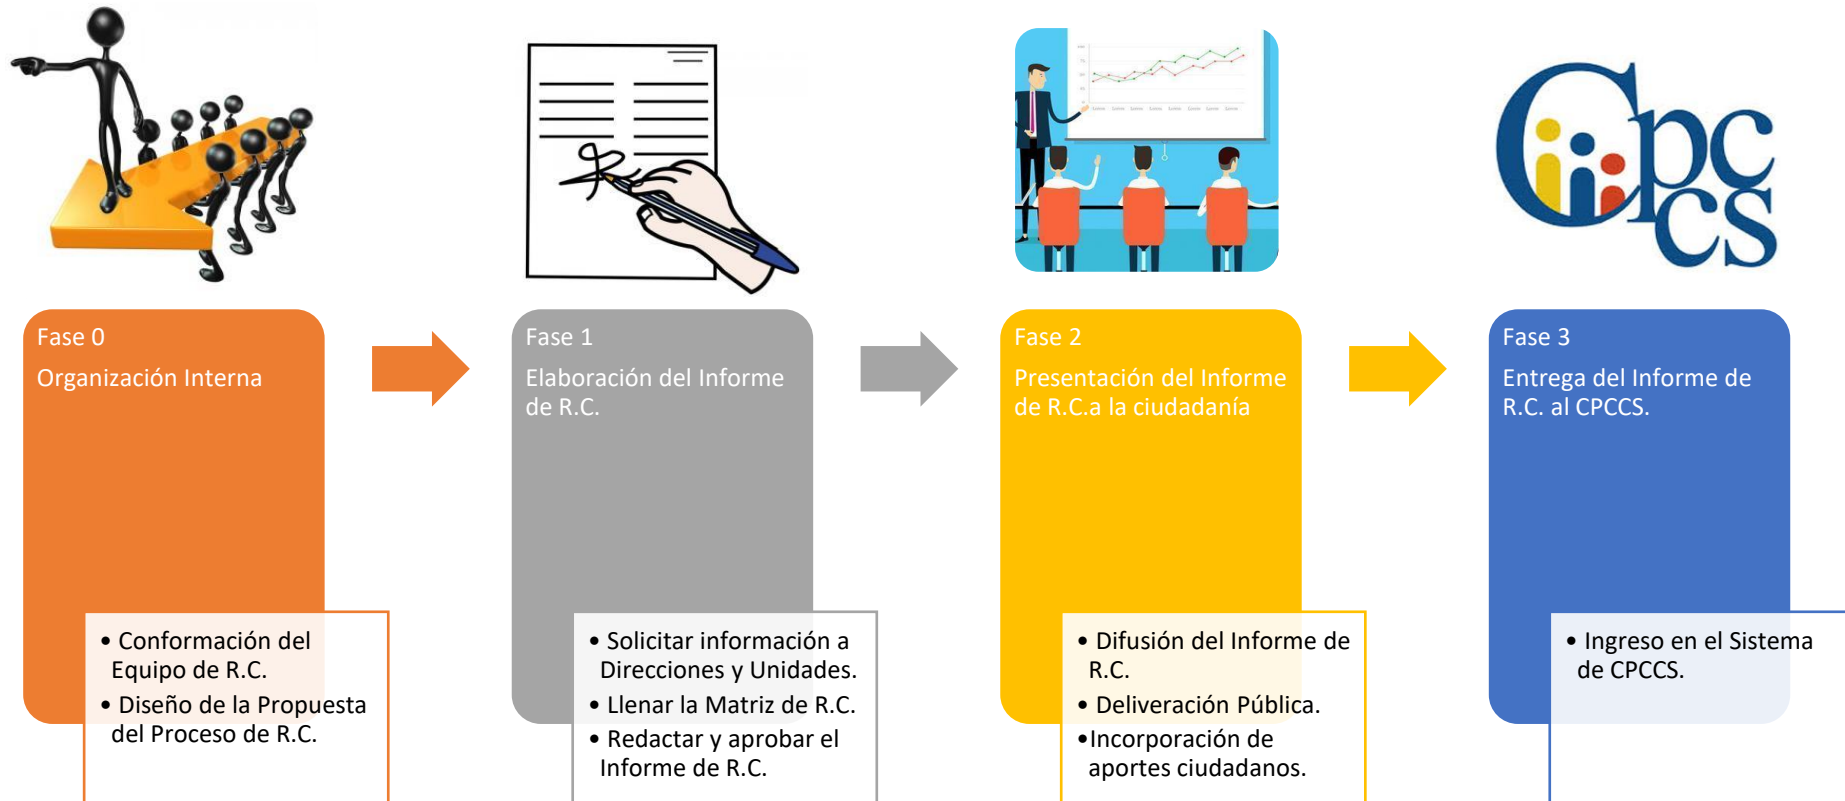 Cpccs
Fase 0
Organización Interna
• Conformación del
Equipo de R.C.
• Diseño de la Propuesta
del Proceso de R.C.
Fase 1
Elaboración del Informe
de R.C.
• Solicitar información a
Direcciones y Unidades.
• Llenar la Matriz de R.C.
• Redactar y aprobar el
Informe de R.C.
Fase 2
Presentación del Informe
de R.C.a la ciudadanía
• Difusión del Informe de
R.C.
• Deliveración Pública.
•Incorporación de
aportes ciudadanos.
Fase 3
Entrega del Informe de
R.C. al CPCCS.
• Ingreso en el Sistema
de CPCCS.